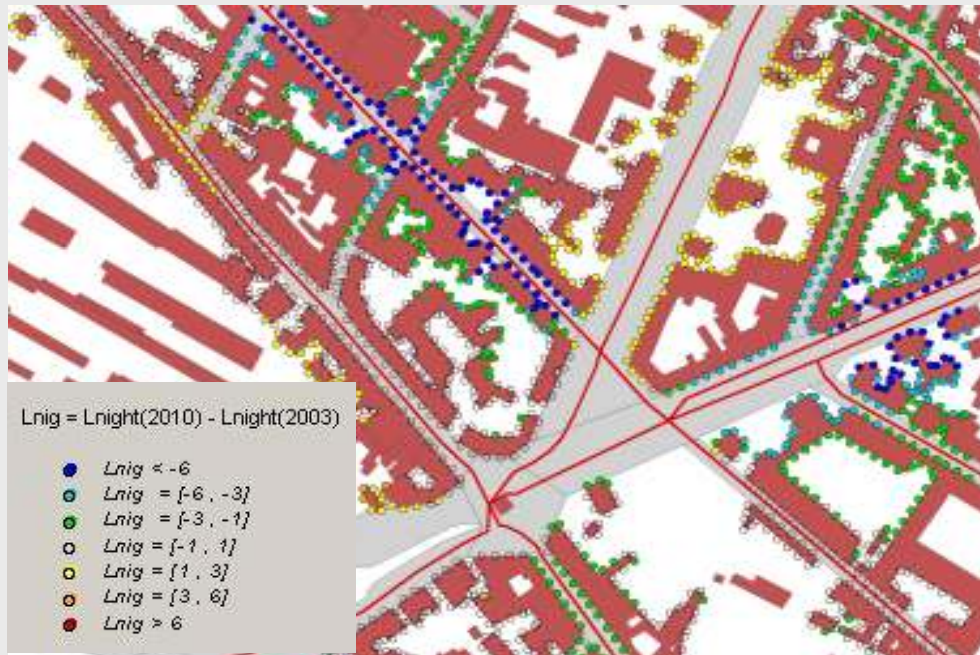 Lnig = Lnight(2010) - Lnight(2003)
Lnig < -6
Lnig = [-6 , -3]
Lnig = [-3 , -1]
Lnig = [-1 , 1]
Lnig = [1 , 3]
Lnig = [3 , 6]
Lnig > 6